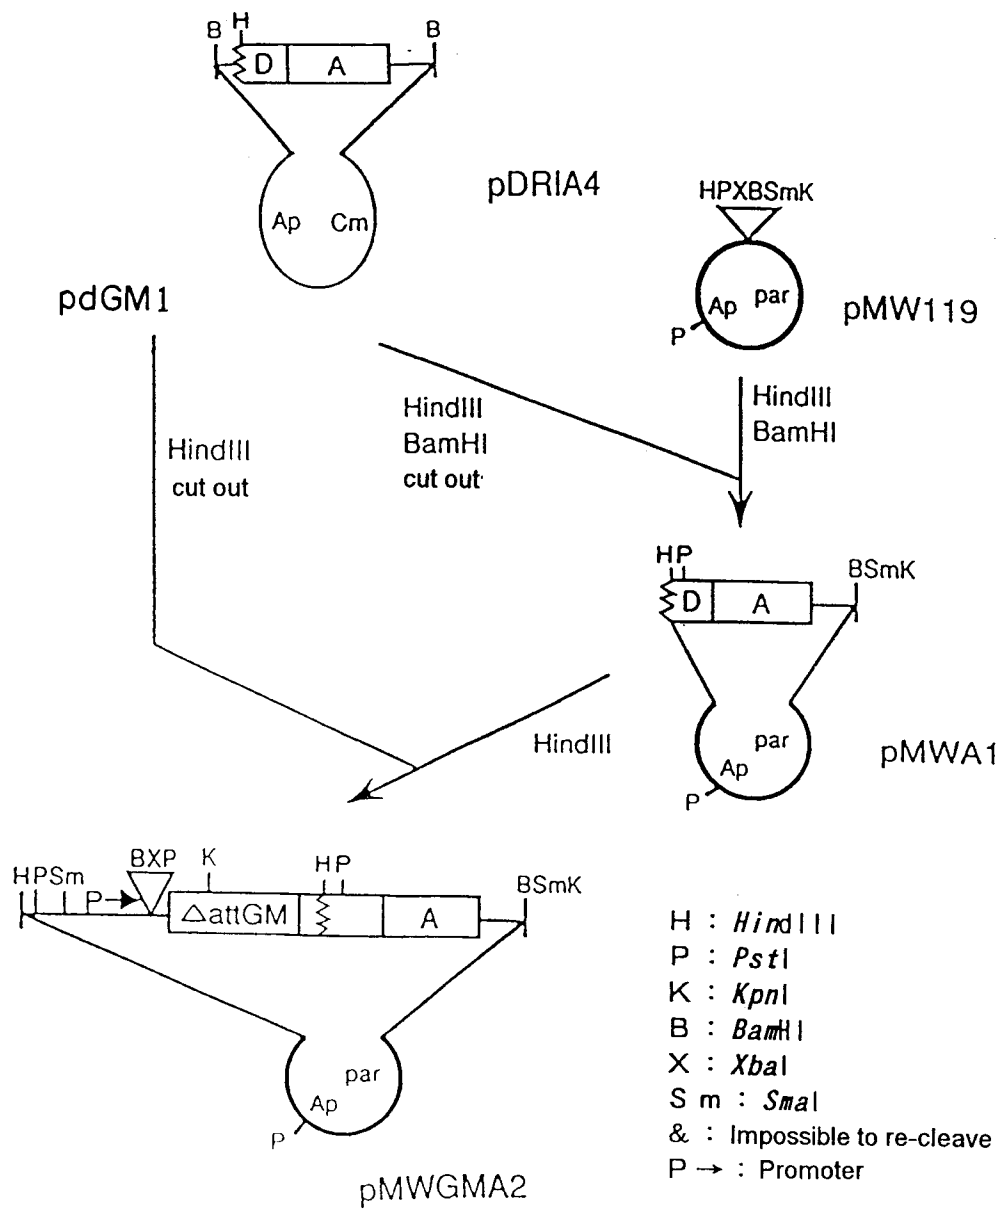 B H B
D A
pDRIA4
Ap Cm
HPXBSmK
Ap par
P
pMW119
pdGM1
HindIII
BamHI
HindIII
BamHI
cut out
HindIII
cut out
HP
BSmK
D A
par
Ap
P
pMWA1
HindIII
HPSm P BXP K HP BSmK
ΔattGM A
par
Ap
P
pMWGMA2
H : HindIII
P : PstI
K : KpnI
B : BamHI
X : XbaI
Sm : SmaI
& : Impossible to re-cleave
P → : Promoter